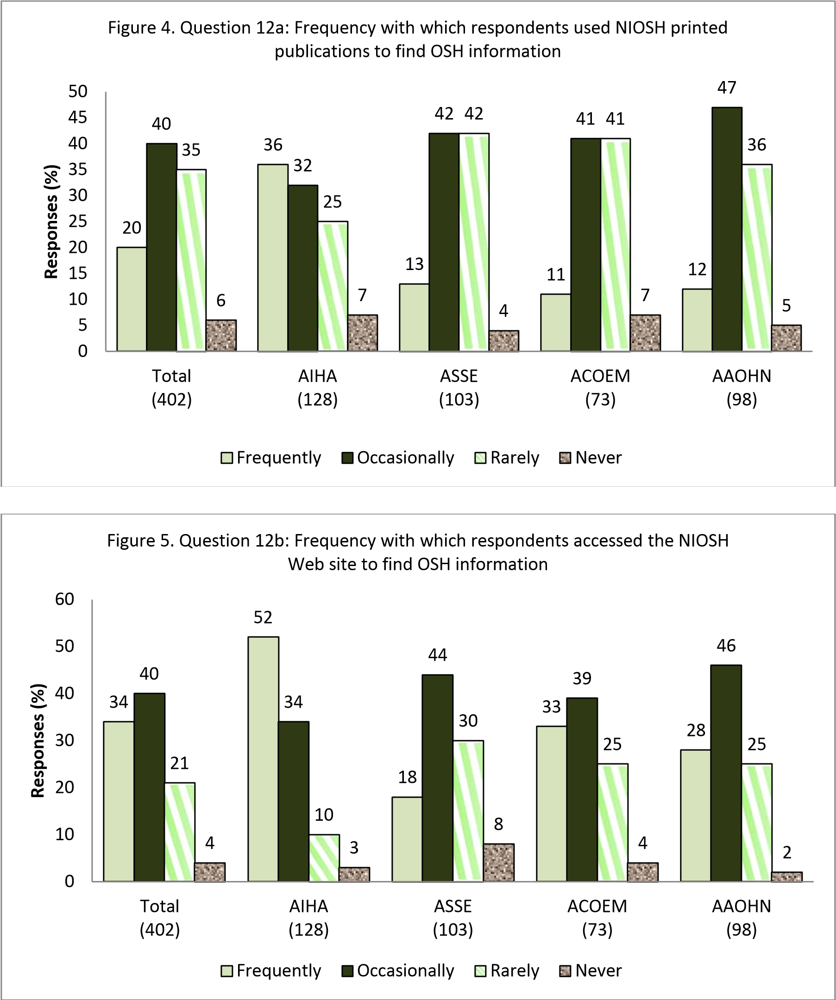 Figure 4. Question 12a: Frequency with which respondents used NIOSH printed
publications to find OSH information
Responses (%)
50
45
40
35
30
25
20
15
10
5
0
20 40 35 6
36 32 25 7
13 42 42 4
11 41 41 7
12 47 36 5
Total AIHA ASSE ACOEM AAOHN
(402) (128) (103) (73) (98)
Frequently Occasionally Rarely Never
Figure 5. Question 12b: Frequency with which respondents accessed the NIOSH
Web site to find OSH information
Responses (%)
60
50
40
30
20
10
0
34 40 21 4
52 34 10 3
18 44 30 8
33 39 25 4
28 46 25 2
Total AIHA ASSE ACOEM AAOHN
(402) (128) (103) (73) (98)
Frequently Occasionally Rarely Never